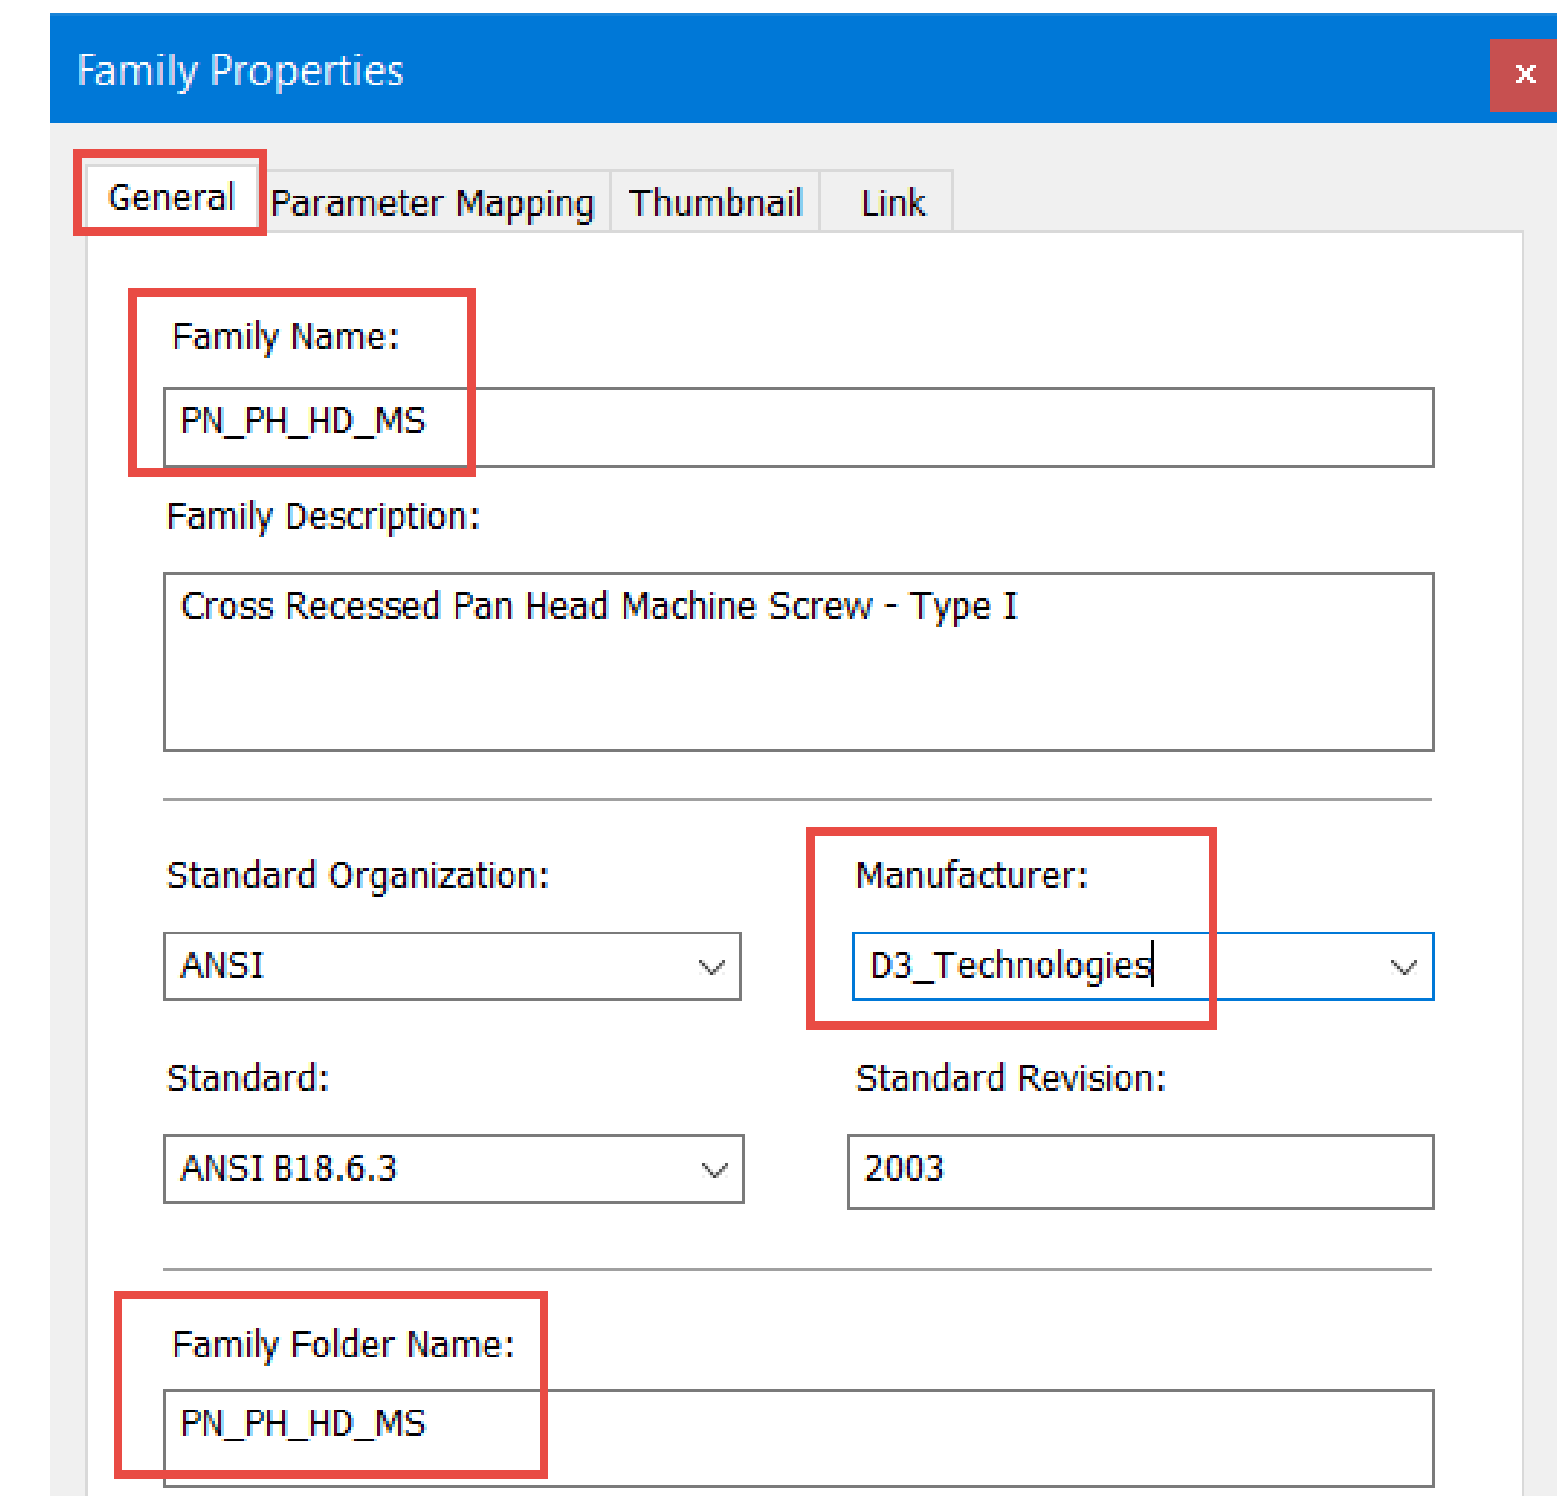 Family Properties
x
General Parameter Mapping Thumbnail Link
Family Name:
PN_PH_HD_MS
Family Description:
Cross Recessed Pan Head Machine Screw - Type I
Standard Organization: Manufacturer:
ANSI D3_Technologies
Standard: Standard Revision:
ANSI B18.6.3 2003
Family Folder Name:
PN_PH_HD_MS